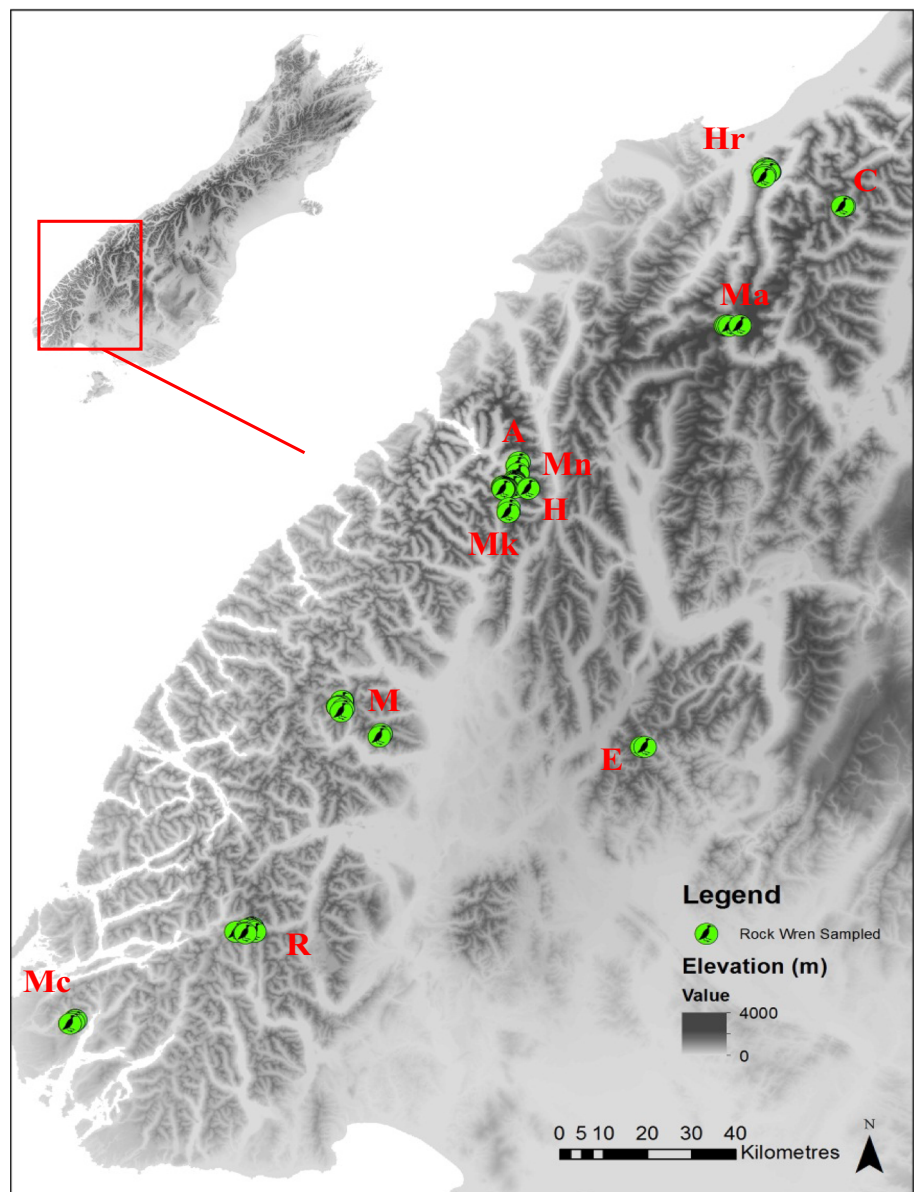 Hr
C
Ma
A
Mn
H
Mk
M
E
R
Mc
Legend
Rock Wren Sampled
Elevation (m)
Value
4000
0
N
0 5 10 20 30 40
Kilometres